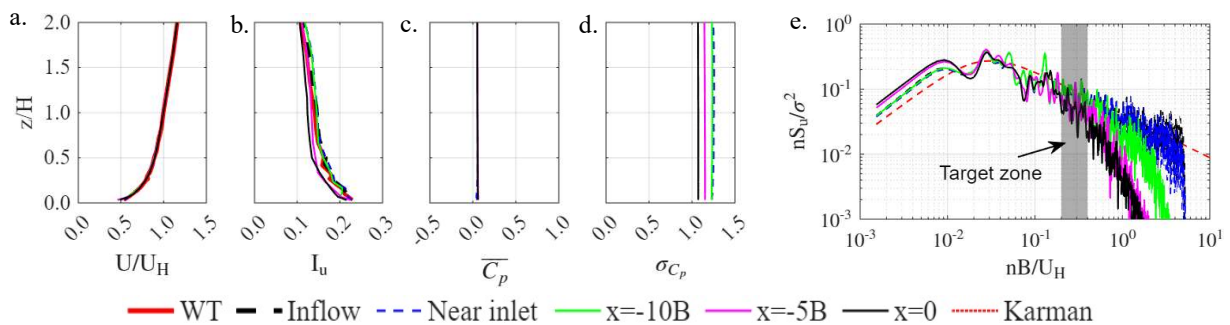 a.
b.
c.
d.
e.
2.0
1.5
1.0
0.5
0.0
z/H
0.0
0.5
1.0
1.5
U/U_H
0.0
0.1
0.2
0.3
I_u
-0.5
0.0
0.5
1.0
\overline{C_p}
0.0
0.5
1.0
1.5
σ_{C_p}
10^0
10^-1
10^-2
10^-3
nS_u/σ^2
Target zone
10^-3
10^-2
10^-1
10^0
10^1
nB/U_H
WT Inflow Near inlet x=-10B x=-5B x=0 Karman